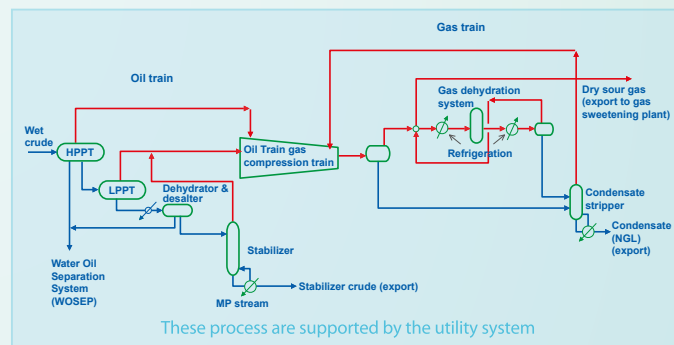 Gas train
Oil train
Gas dehydration
system
Dry sour gas
(export to gas
sweetening plant)
Wet
crude
HPPT
Oil Train gas
compression train
Refrigeration
LPPT
Dehydrator &
desalter
Condensate
stripper
Stabilizer
Condensate
(NGL)
(export)
Water Oil
Separation
System
(WOSEP)
Stabilizer crude (export)
MP stream
These process are supported by the utility system